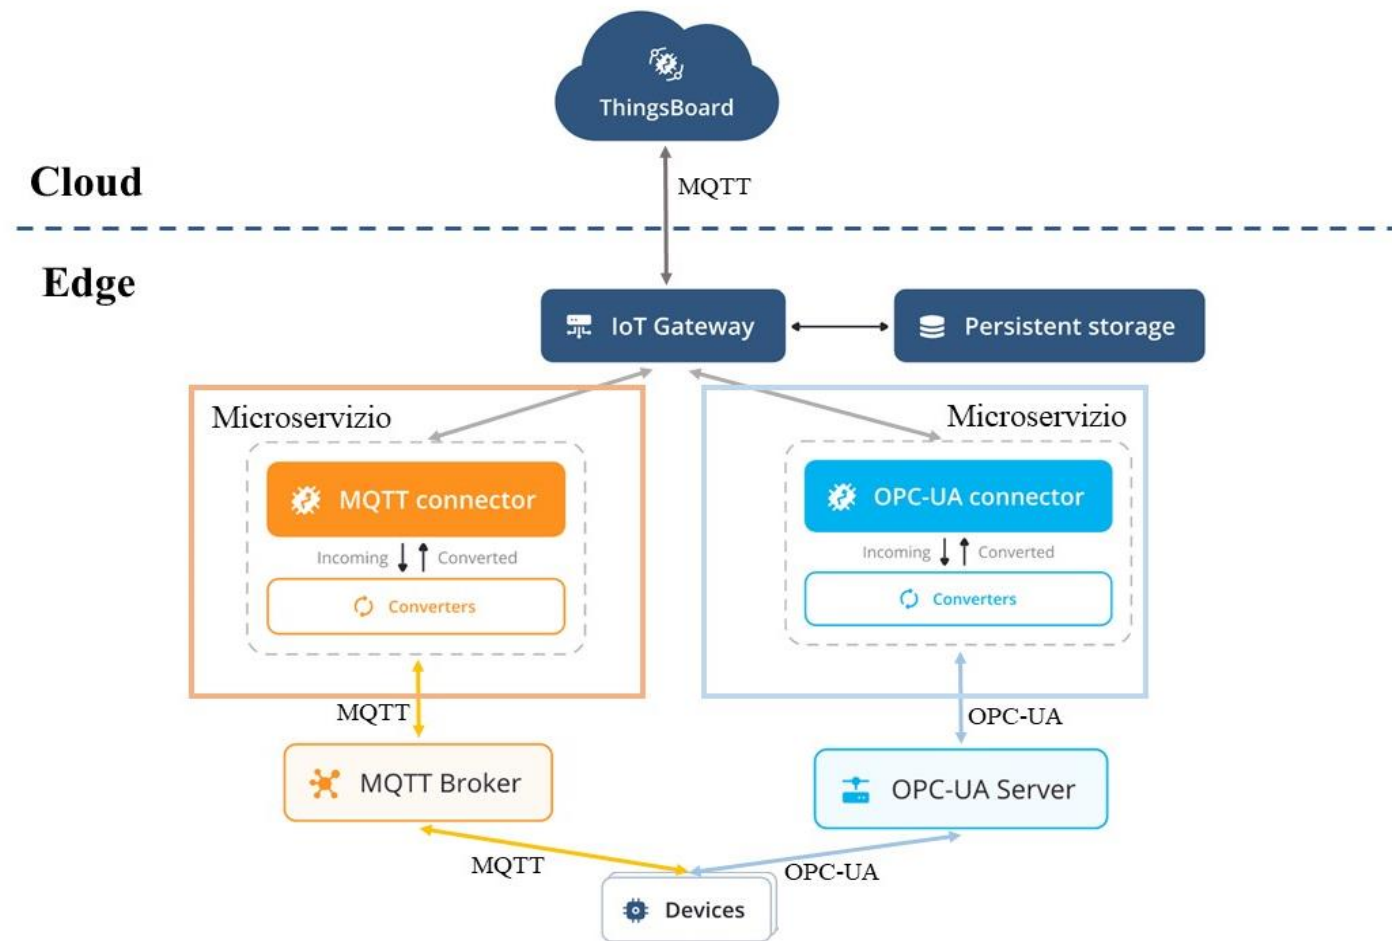 ThingsBoard
Cloud
MQTT
Edge
IoT Gateway
Persistent storage
Microservizio
Microservizio
MQTT connector
OPC-UA connector
Incoming
Converted
Incoming
Converted
Converters
Converters
MQTT
OPC-UA
MQTT Broker
OPC-UA Server
MQTT
OPC-UA
Devices